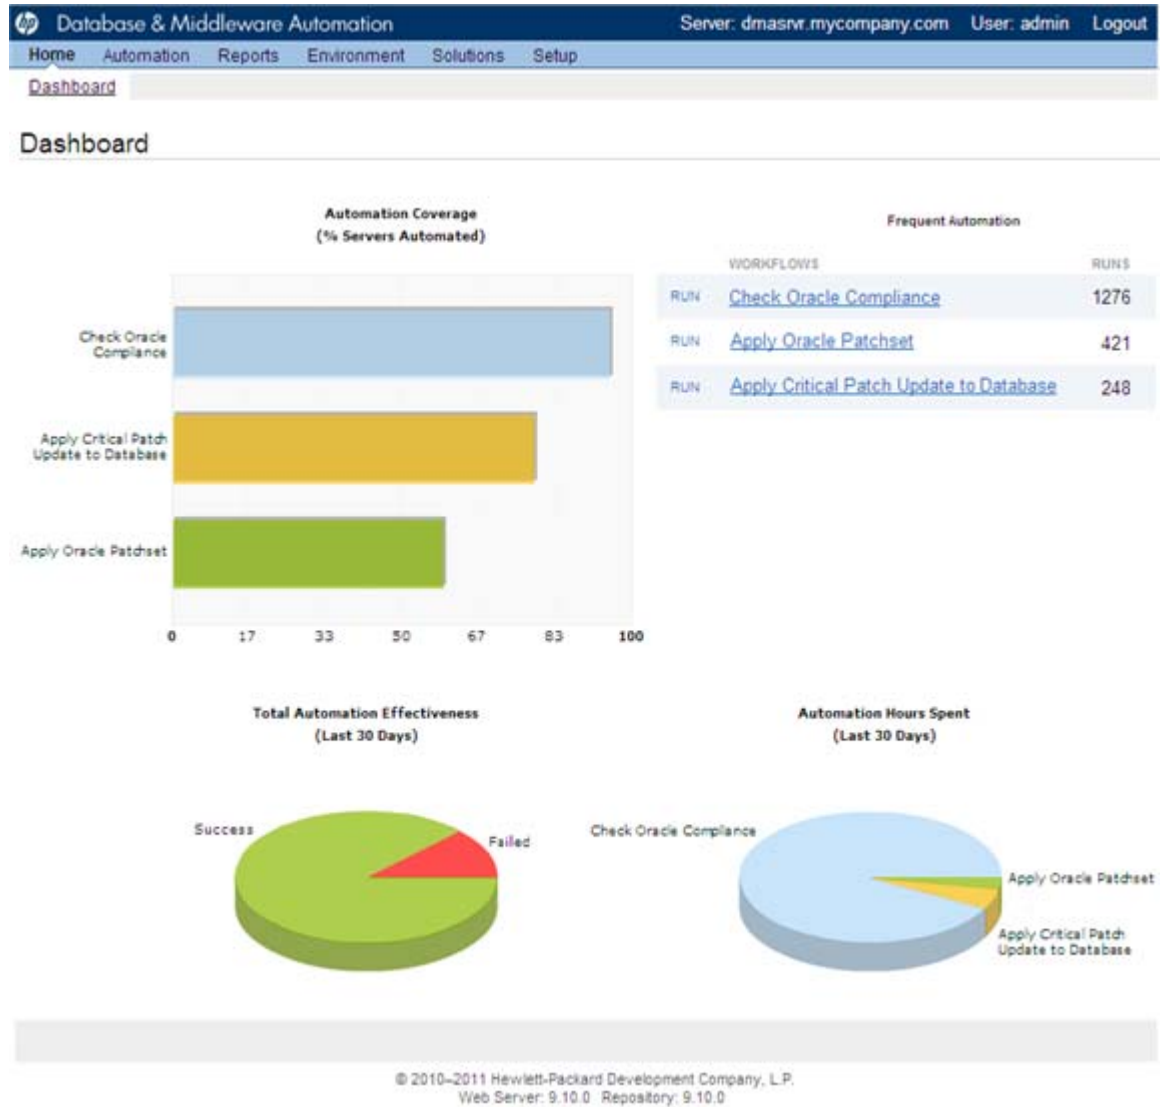 hp Database & Middleware Automation Server: dmasrvr.mycompany.com User: admin Logout
Home Automation Reports Environment Solutions Setup
Dashboard
Dashboard
Automation Coverage
(% Servers Automated)
Check Oracle
Compliance
Apply Critical Patch
Update to Database
Apply Oracle Patchset
0 17 33 50 67 83 100
Frequent Automation
WORKFLOWS RUNS
RUN Check Oracle Compliance 1276
RUN Apply Oracle Patchset 421
RUN Apply Critical Patch Update to Database 248
Total Automation Effectiveness
(Last 30 Days)
Success
Failed
Automation Hours Spent
(Last 30 Days)
Check Oracle Compliance
Apply Oracle Patchset
Apply Critical Patch
Update to Database
© 2010–2011 Hewlett-Packard Development Company, L.P.
Web Server: 9.10.0 Repository: 9.10.0